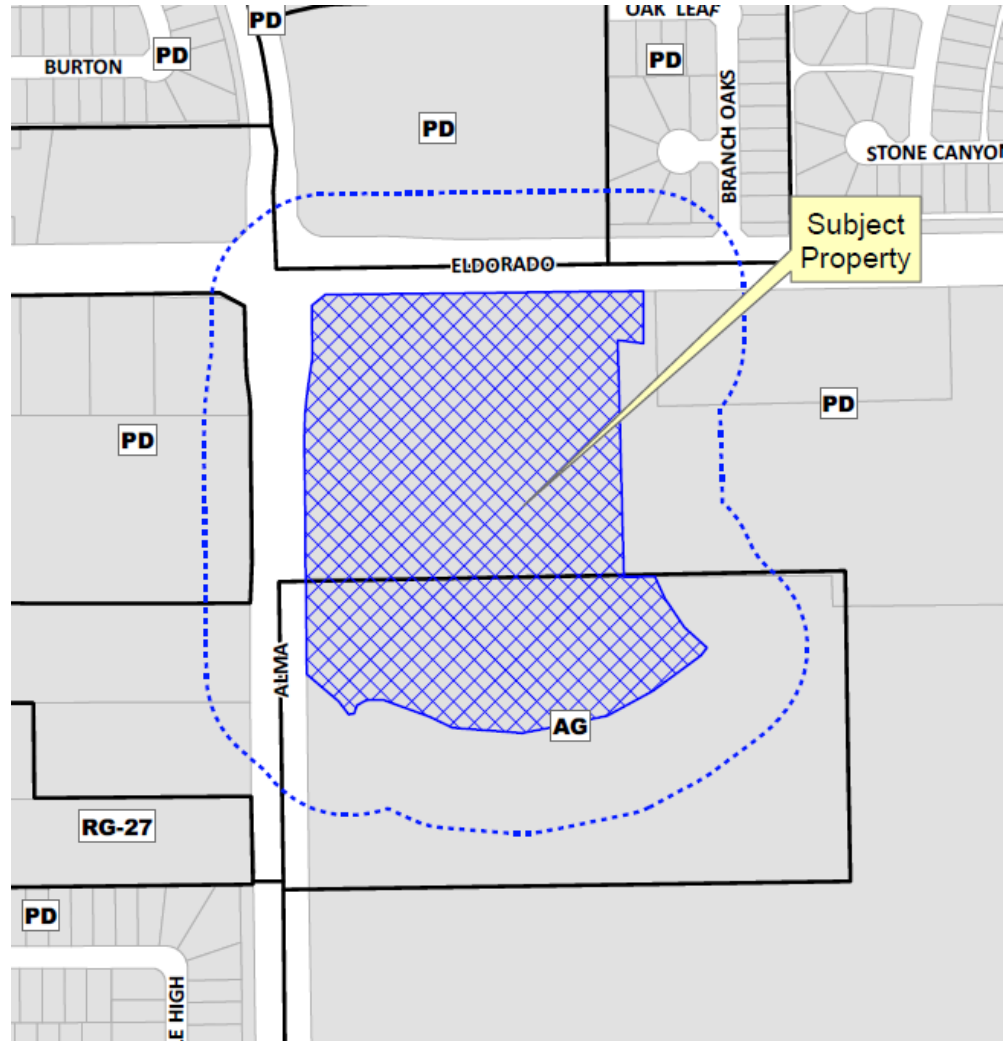 PD
OAK LEAF
BURTON
PD
PD
PD
BRANCH OAKS
STONE CANYON
Subject
Property
ELDORADO
PD
PD
ALMA
AG
RG-27
PD
E HIGH